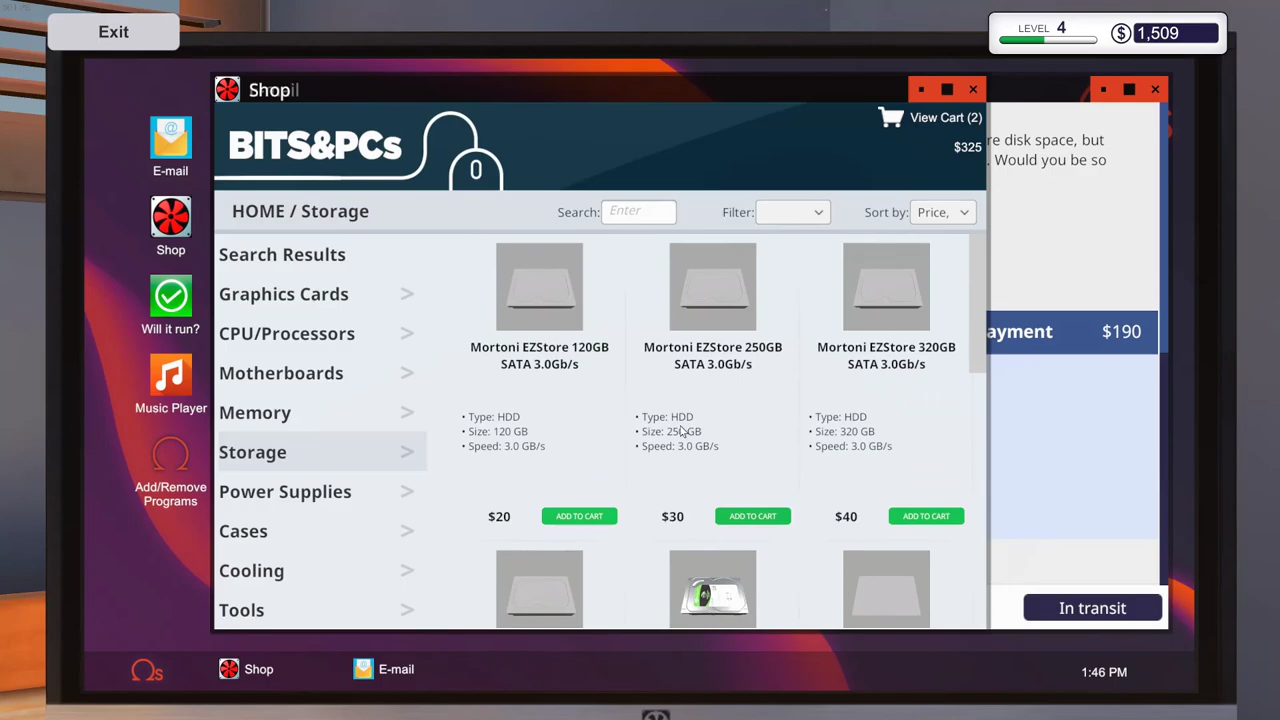 Exit
LEVEL 4
$ 1,509
Shop
BITS&PCs
View Cart (2)
$325
HOME / Storage
Search: Enter
Filter:
Sort by: Price,
Search Results
Graphics Cards >
CPU/Processors >
Motherboards >
Memory >
Storage >
Power Supplies >
Cases >
Cooling >
Tools >
Mortoni EZStore 120GB
SATA 3.0Gb/s
• Type: HDD
• Size: 120 GB
• Speed: 3.0 GB/s
$20 ADD TO CART
Mortoni EZStore 250GB
SATA 3.0Gb/s
• Type: HDD
• Size: 250 GB
• Speed: 3.0 GB/s
$30 ADD TO CART
Mortoni EZStore 320GB
SATA 3.0Gb/s
• Type: HDD
• Size: 320 GB
• Speed: 3.0 GB/s
$40 ADD TO CART
re disk space, but
. Would you be so
ayment $190
In transit
E-mail
Shop
Will it run?
Music Player
Add/Remove
Programs
Ωs
Shop
E-mail
1:46 PM